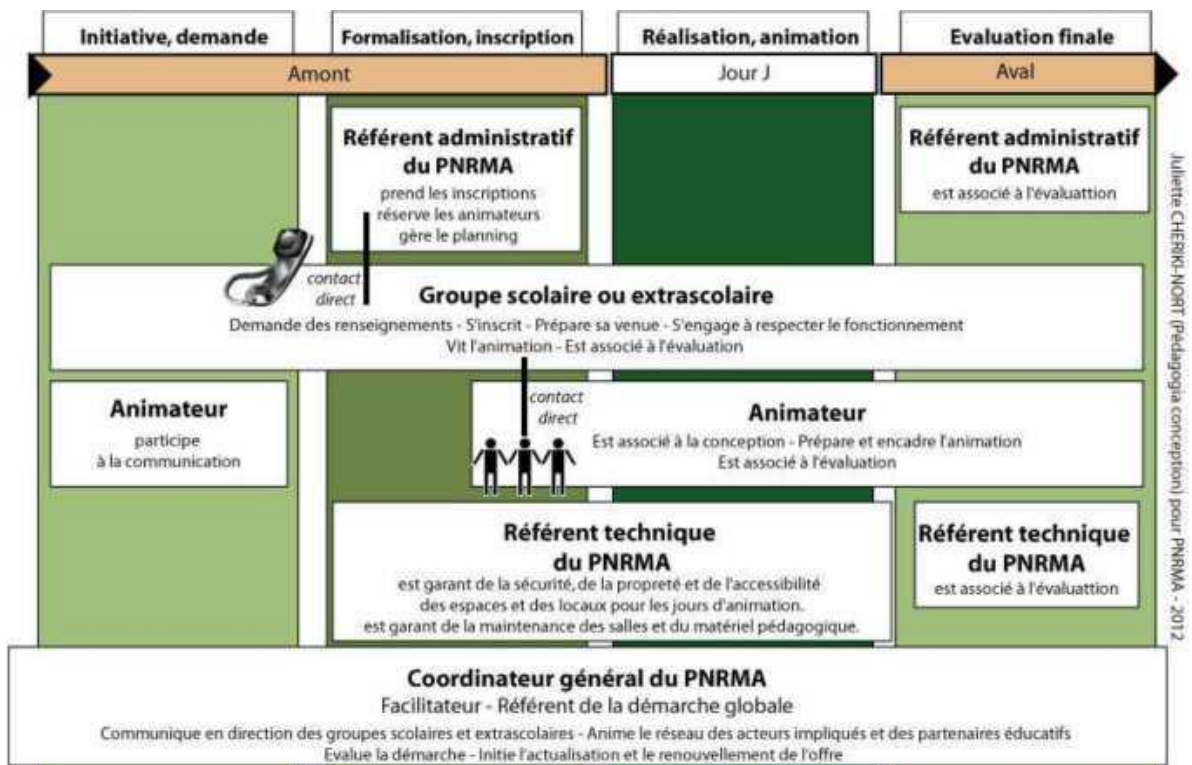 Initiative, demande
Formalisation, inscription
Réalisation, animation
Evaluation finale
Amont
Jour J
Aval
Référent administratif
du PNRMA
prend les inscriptions
réserve les animateurs
gère le planning
Référent administratif
du PNRMA
est associé à l'évaluattion
contact
direct
Groupe scolaire ou extrascolaire
Demande des renseignements - S'inscrit - Prépare sa venue - S'engage à respecter le fonctionnement
Vit l'animation - Est associé à l'évaluation
Animateur
participe
à la communication
contact
direct
Animateur
Est associé à la conception - Prépare et encadre l'animation
Est associé à l'évaluation
Référent technique
du PNRMA
est garant de la sécurité, de la propreté et de l'accessibilité
des espaces et des locaux pour les jours d'animation.
est garant de la maintenance des salles et du matériel pédagogique.
Référent technique
du PNRMA
est associé à l'évaluattion
Coordinateur général du PNRMA
Facilitateur - Référent de la démarche globale
Communique en direction des groupes scolaires et extrascolaires - Anime le réseau des acteurs impliqués et des partenaires éducatifs
Evalue la démarche - Initie l'actualisation et le renouvellement de l'offre
Juliette CHERIKI-NORT (Pédagogia conception) pour PNRMA - 2012